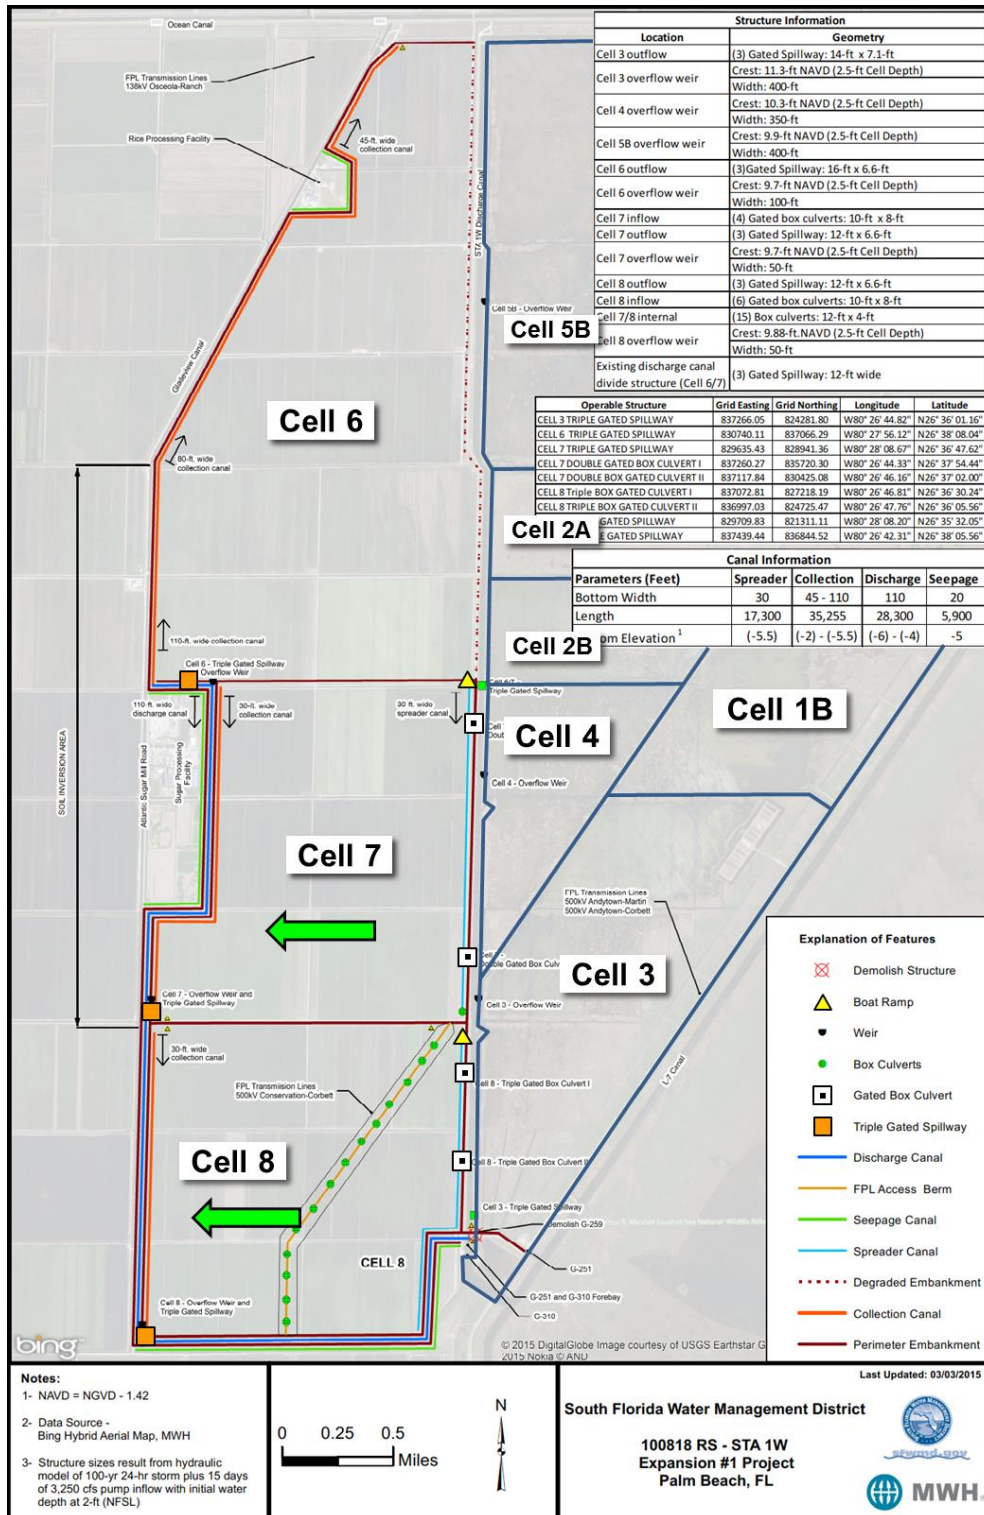 Ocean Canal
FPL Transmission Lines
138kV Osceola-Ranch
Rice Processing Facility
45-ft. wide
collection canal
STA 1W Discharge Canal
Gladeview Canal
Cell 5B - Overflow Weir
Cell 5B
Cell 6
80-ft. wide
collection canal
Cell 2A
110-ft. wide collection canal
Cell 2B
Cell 6 - Triple Gated Spillway
Overflow Weir
110-ft. wide
discharge canal
30-ft. wide
collection canal
30 ft. wide
spreader canal
Triple Gated Spillway
Cell 4
Cell 1B
Cell 4 - Overflow Weir
SOIL INVERSION AREA
Atlantic Sugar Mill Road
Sugar Processing
Facility
Cell 7
FPL Transmission Lines
500kV Andytown-Martin
500kV Andytown-Corbett
Double Gated Box Culv
Cell 3
Cell 7 - Overflow Weir and
Triple Gated Spillway
Cell 3 - Overflow Weir
30-ft. wide
collection canal
L-7 Canal
FPL Transmission Lines
500kV Conservation-Corbett
Cell 8 - Triple Gated Box Culvert I
Cell 8
Cell 8 - Triple Gated Box Culvert II
Cell 3 - Triple Gated Spillway
Demolish G-259
CELL 8
G-251
G-251 and G-310 Forebay
G-310
Cell 8 - Overflow Weir and
Triple Gated Spillway
bing
© 2015 DigitalGlobe Image courtesy of USGS Earthstar G
2015 Nokia © AND
Structure Information
Location Geometry
Cell 3 outflow (3) Gated Spillway: 14-ft x 7.1-ft
Cell 3 overflow weir Crest: 11.3-ft NAVD (2.5-ft Cell Depth)
Width: 400-ft
Cell 4 overflow weir Crest: 10.3-ft NAVD (2.5-ft Cell Depth)
Width: 350-ft
Cell 5B overflow weir Crest: 9.9-ft NAVD (2.5-ft Cell Depth)
Width: 400-ft
Cell 6 outflow (3)Gated Spillway: 16-ft x 6.6-ft
Cell 6 overflow weir Crest: 9.7-ft NAVD (2.5-ft Cell Depth)
Width: 100-ft
Cell 7 inflow (4) Gated box culverts: 10-ft x 8-ft
Cell 7 outflow (3) Gated Spillway: 12-ft x 6.6-ft
Cell 7 overflow weir Crest: 9.7-ft NAVD (2.5-ft Cell Depth)
Width: 50-ft
Cell 8 outflow (3) Gated Spillway: 12-ft x 6.6-ft
Cell 8 inflow (6) Gated box culverts: 10-ft x 8-ft
Cell 7/8 internal (15) Box culverts: 12-ft x 4-ft
Cell 8 overflow weir Crest: 9.88-ft.NAVD (2.5-ft Cell Depth)
Width: 50-ft
Existing discharge canal
divide structure (Cell 6/7) (3) Gated Spillway: 12-ft wide
Operable Structure Grid Easting Grid Northing Longitude Latitude
CELL 3 TRIPLE GATED SPILLWAY 837266.05 824281.80 W80° 26' 44.82" N26° 36' 01.16"
CELL 6 TRIPLE GATED SPILLWAY 830740.11 837066.29 W80° 27' 56.12" N26° 38' 08.04"
CELL 7 TRIPLE GATED SPILLWAY 829635.43 828941.36 W80° 28' 08.67" N26° 36' 47.62"
CELL 7 DOUBLE GATED BOX CULVERT I 837260.27 835720.30 W80° 26' 44.33" N26° 37' 54.44"
CELL 7 DOUBLE GATED BOX CULVERT II 837117.84 830425.08 W80° 26' 46.16" N26° 37' 02.00"
CELL 8 Triple BOX GATED CULVERT I 837072.81 827218.19 W80° 26' 46.81" N26° 36' 30.24"
CELL 8 TRIPLE BOX GATED CULVERT II 836997.03 824725.47 W80° 26' 47.76" N26° 36' 05.56"
GATED SPILLWAY 829709.83 821311.11 W80° 28' 08.20" N26° 35' 32.05"
LE GATED SPILLWAY 837439.44 836844.52 W80° 26' 42.31" N26° 38' 05.56"
Canal Information
Parameters (Feet) Spreader Collection Discharge Seepage
Bottom Width 30 45 - 110 110 20
Length 17,300 35,255 28,300 5,900
om Elevation 1 (-5.5) (-2) - (-5.5) (-6) - (-4) -5
Explanation of Features
Demolish Structure
Boat Ramp
Weir
Box Culverts
Gated Box Culvert
Triple Gated Spillway
Discharge Canal
FPL Access Berm
Seepage Canal
Spreader Canal
Degraded Embankment
Collection Canal
Perimeter Embankment
Notes:
1- NAVD = NGVD - 1.42
2- Data Source -
Bing Hybrid Aerial Map, MWH
3- Structure sizes result from hydraulic
model of 100-yr 24-hr storm plus 15 days
of 3,250 cfs pump inflow with initial water
depth at 2-ft (NFSL)
0 0.25 0.5
Miles
N
Last Updated: 03/03/2015
South Florida Water Management District
100818 RS - STA 1W
Expansion #1 Project
Palm Beach, FL
sfwmd.gov
MWH